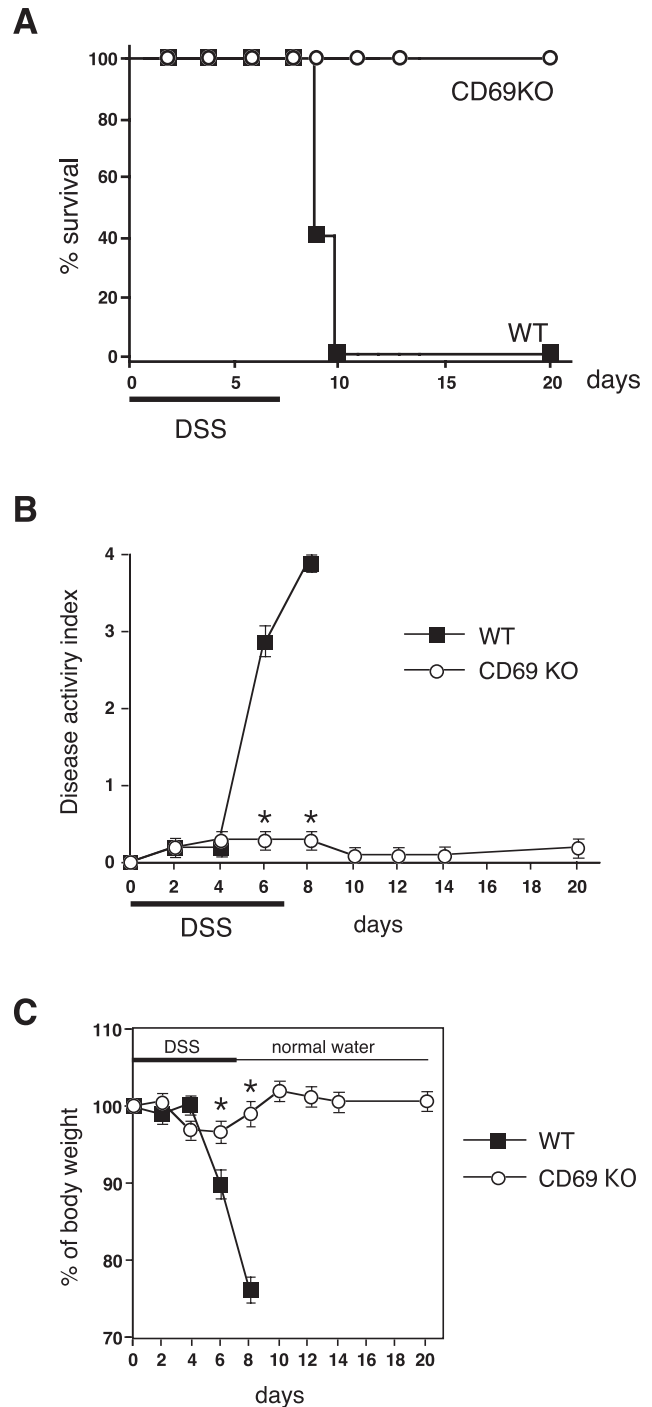 A
% survival
100
80
60
40
20
0
CD69KO
WT
0 5 10 15 20 days
DSS
B
Disease activiry index
4
3
2
1
0
WT
CD69 KO
* *
0 2 4 6 8 10 12 14 16 18 20
DSS days
C
% of body weight
110
100
90
80
70
DSS normal water
* *
WT
CD69 KO
0 2 4 6 8 10 12 14 16 18 20
days